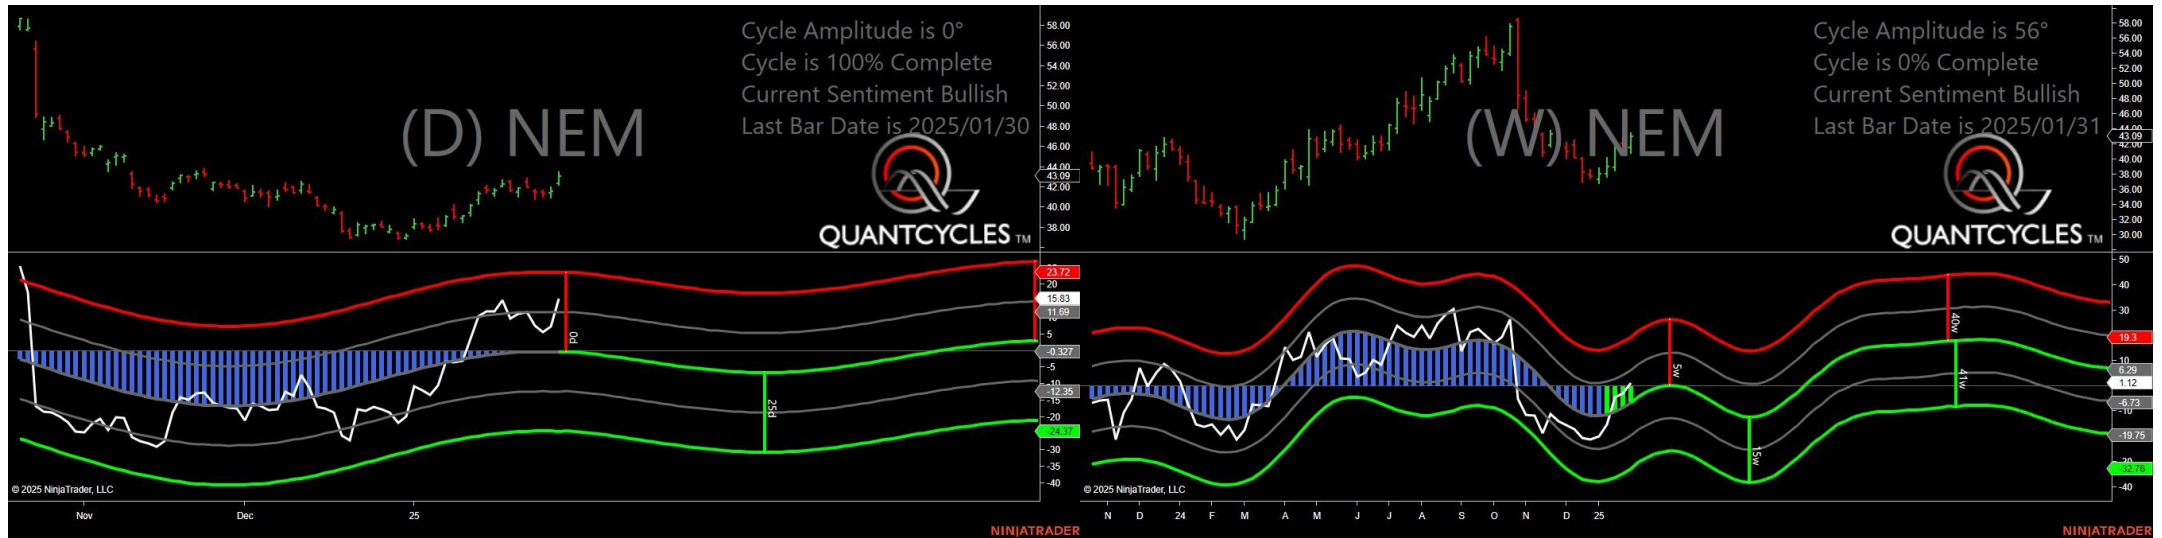 Cycle Amplitude is 0°
Cycle is 100% Complete
Current Sentiment Bullish
Last Bar Date is 2025/01/30
(D) NEM
QUANTCYCLES TM
58.00
56.00
54.00
52.00
50.00
48.00
46.00
44.00
43.09
42.00
40.00
38.00
23.72
20
15.83
11.69
5
-0.327
-5
-10
-12.35
-15
-20
-24.37
-30
-35
-40
0d
25d
© 2025 NinjaTrader, LLC
Nov
Dec
25
NINJATRADER
Cycle Amplitude is 56°
Cycle is 0% Complete
Current Sentiment Bullish
Last Bar Date is 2025/01/31
(W) NEM
QUANTCYCLES TM
58.00
56.00
54.00
52.00
50.00
48.00
46.00
44.00
43.09
42.00
40.00
38.00
36.00
34.00
32.00
30.00
50
40
30
19.3
10
6.29
1.12
-6.73
-10
-19.75
-32.76
-40
5w
15w
40w
41w
© 2025 NinjaTrader, LLC
N D 24 F M A M J J A S O N D 25
NINJATRADER